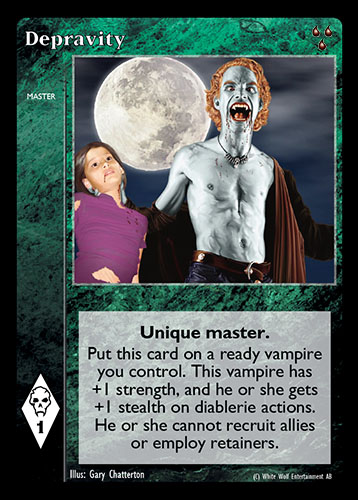 Depravity
MASTER
Unique master.
Put this card on a ready vampire
you control. This vampire has
+1 strength, and he or she gets
+1 stealth on diablerie actions.
He or she cannot recruit allies
or employ retainers.
1
Illus: Gary Chatterton
(C) White Wolf Entertainment AB